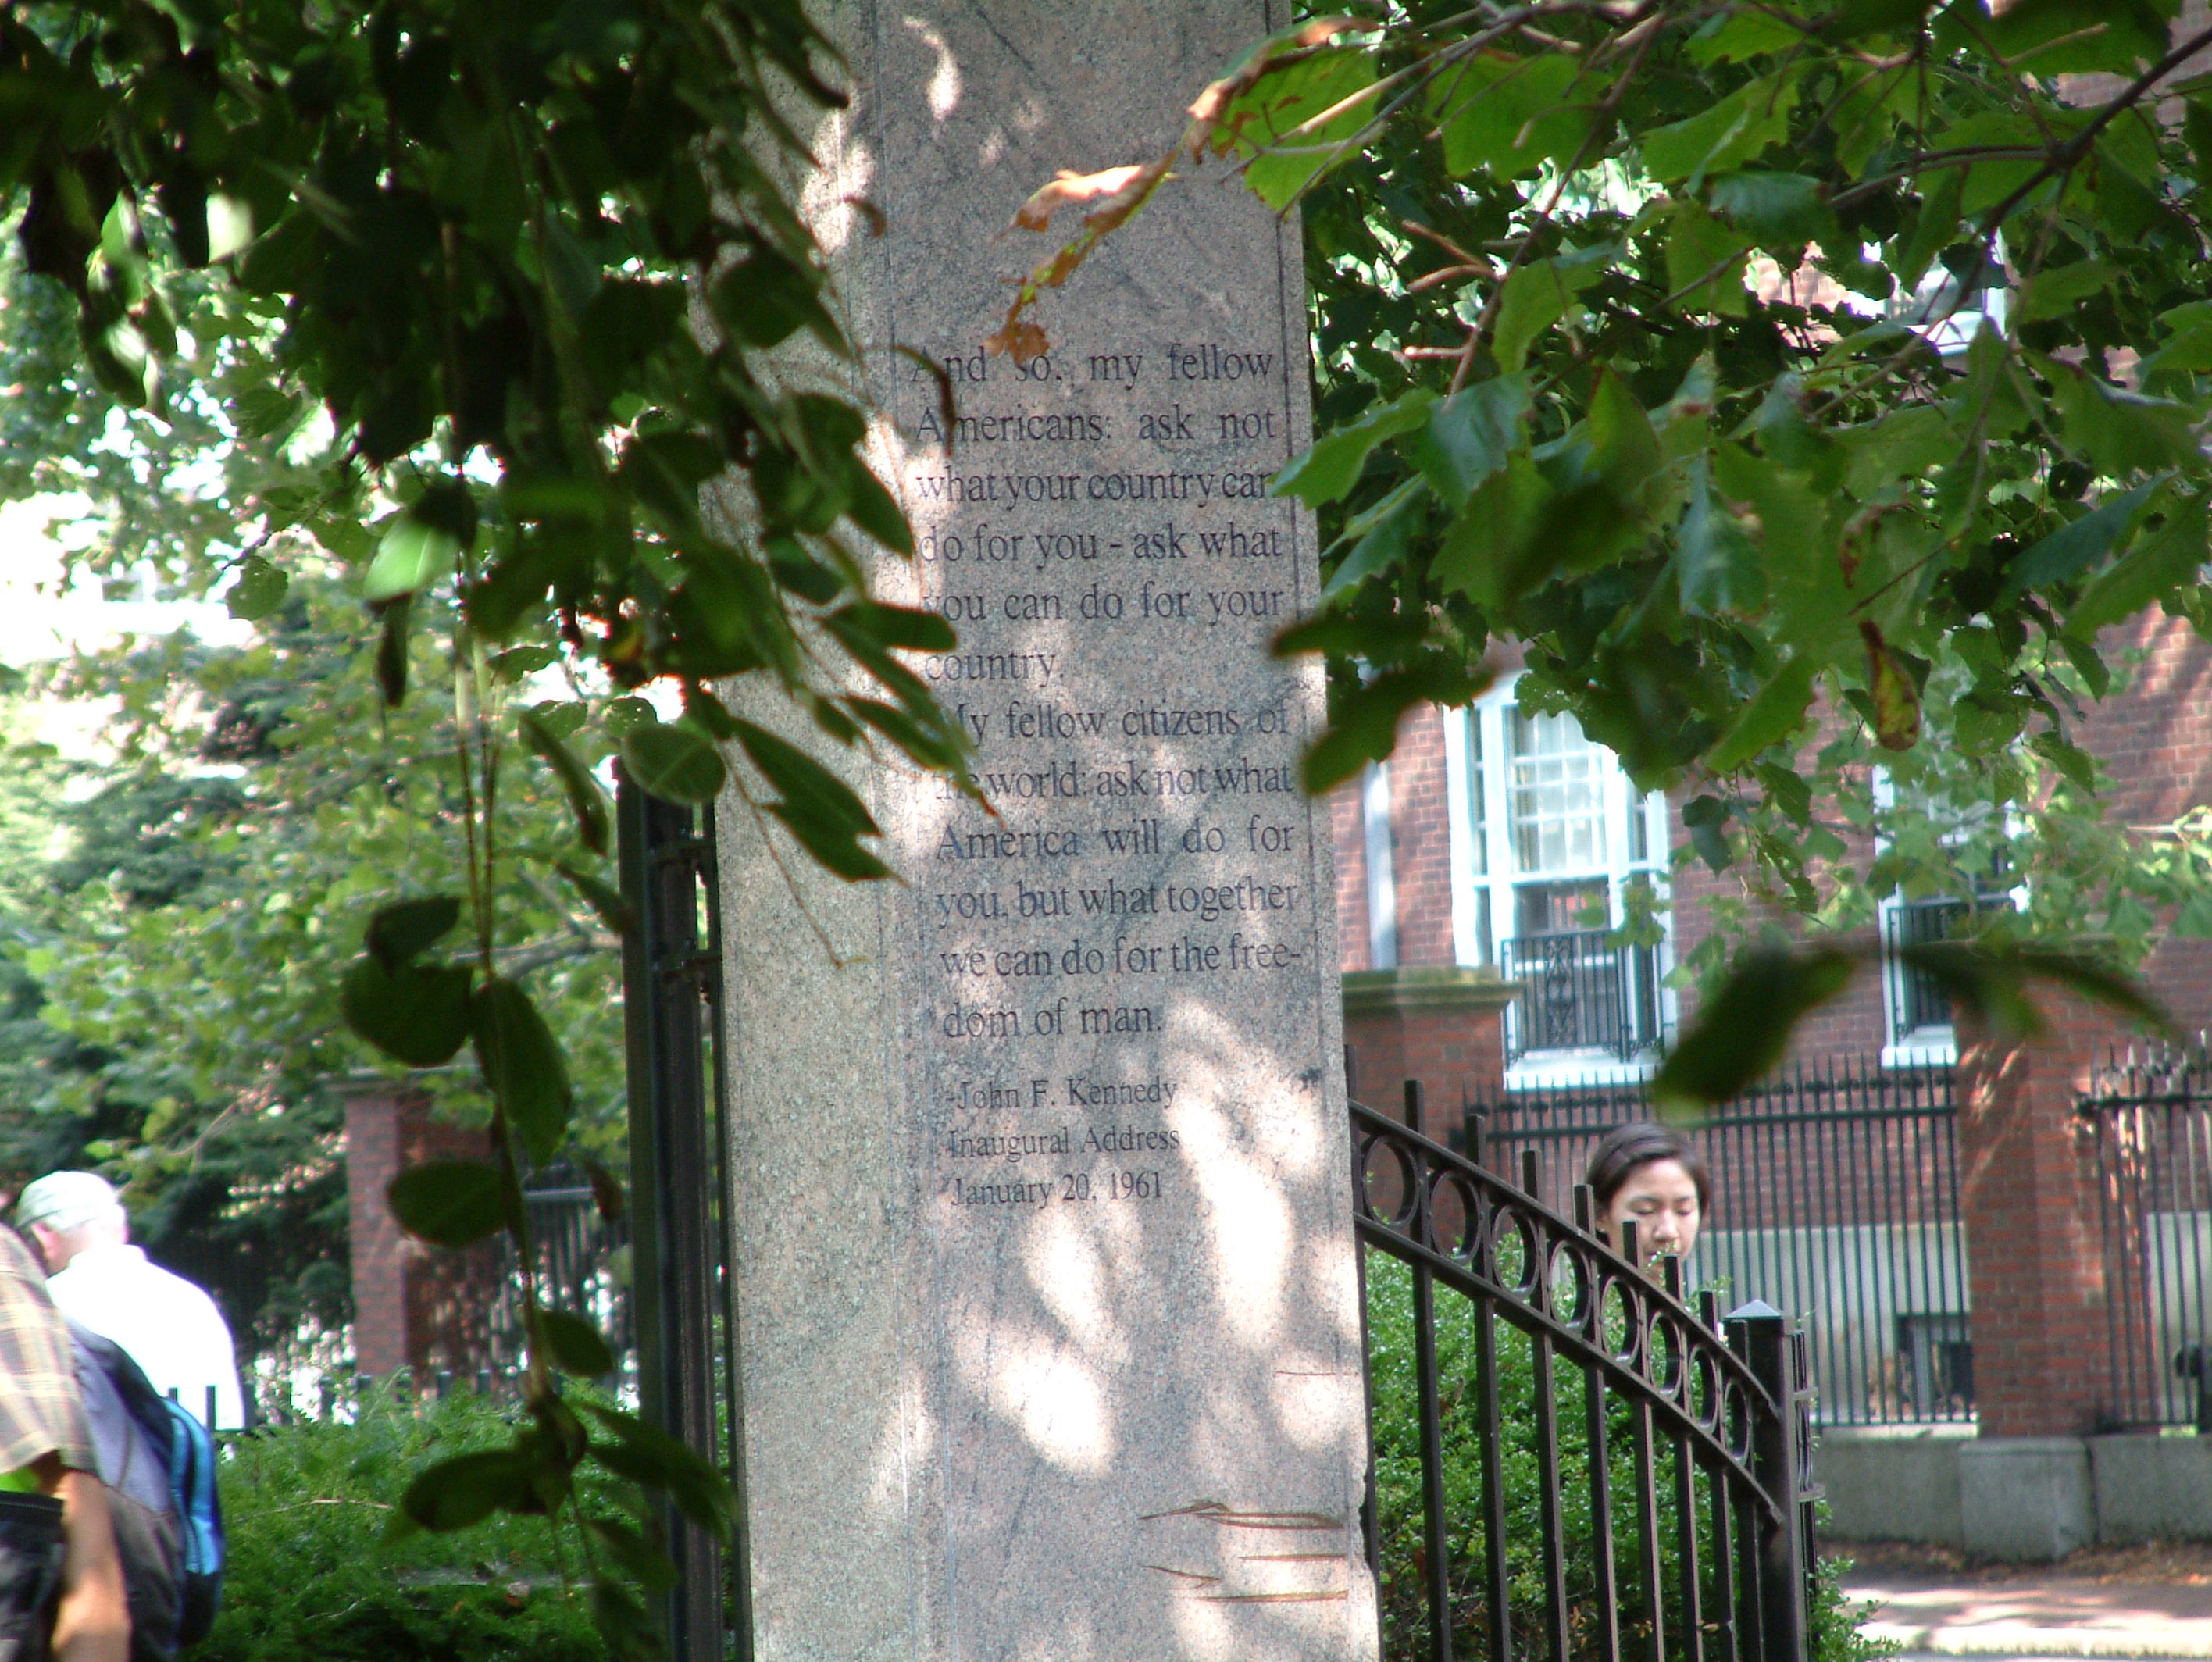 And so, my fellow
Americans: ask not
what your country can
do for you - ask what
you can do for your
country.
My fellow citizens of
the world: ask not what
America will do for
you, but what together
we can do for the free-
dom of man.
-John F. Kennedy
Inaugural Address
January 20, 1961